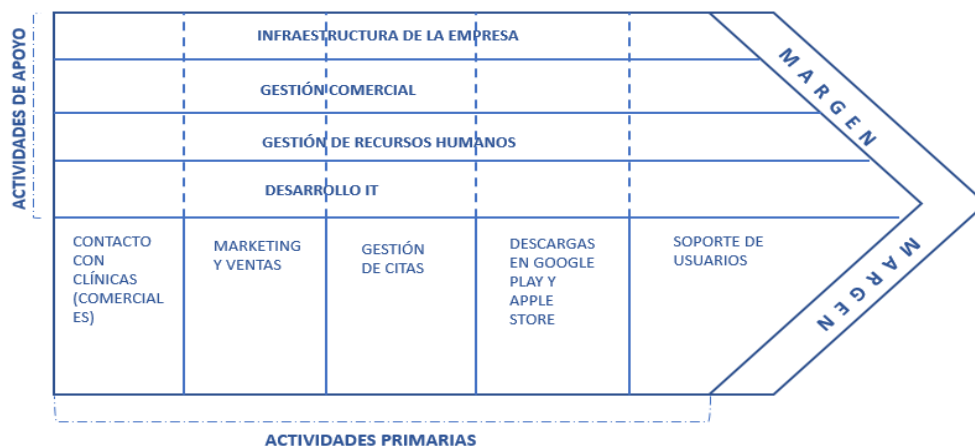 ACTIVIDADES DE APOYO
INFRAESTRUCTURA DE LA EMPRESA
GESTIÓN COMERCIAL
GESTIÓN DE RECURSOS HUMANOS
DESARROLLO IT
MARGEN
CONTACTO
CON
CLÍNICAS
(COMERCIAL
ES)
MARKETING
Y VENTAS
GESTIÓN
DE CITAS
DESCARGAS
EN GOOGLE
PLAY Y
APPLE
STORE
SOPORTE DE
USUARIOS
MARGEN
ACTIVIDADES PRIMARIAS